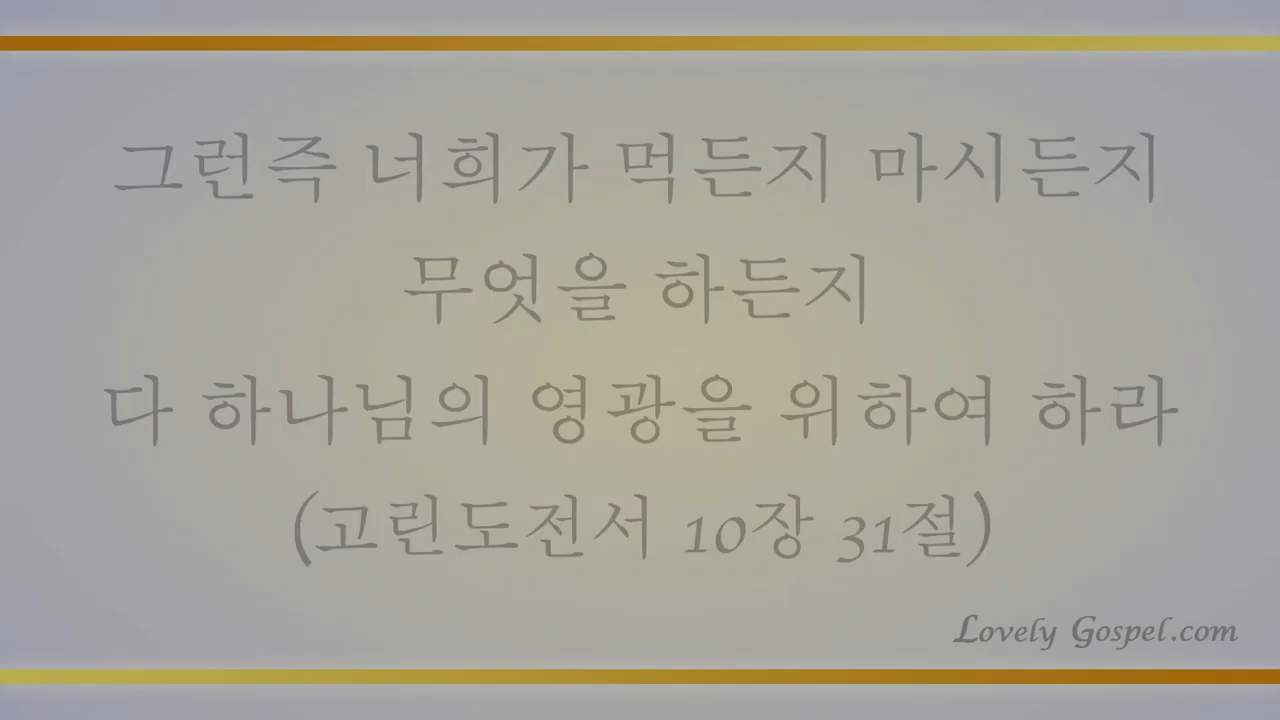 그런즉 너희가 먹든지 마시든지
무엇을 하든지
다 하나님의 영광을 위하여 하라
(고린도전서 10장 31절)
Lovely Gospel.com